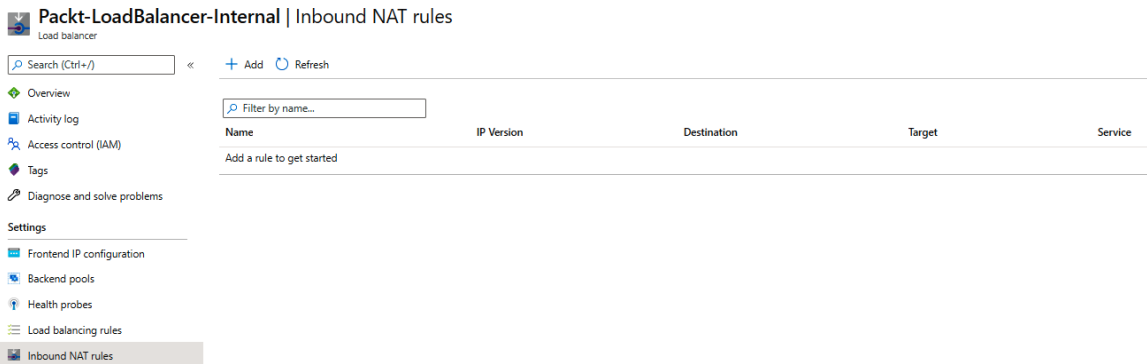 Packt-LoadBalancer-Internal | Inbound NAT rules
Load balancer
Search (Ctrl+/)
«
Add
Refresh
Overview
Activity log
Access control (IAM)
Tags
Diagnose and solve problems
Settings
Frontend IP configuration
Backend pools
Health probes
Load balancing rules
Inbound NAT rules
Filter by name...
Name IP Version Destination Target Service
Add a rule to get started